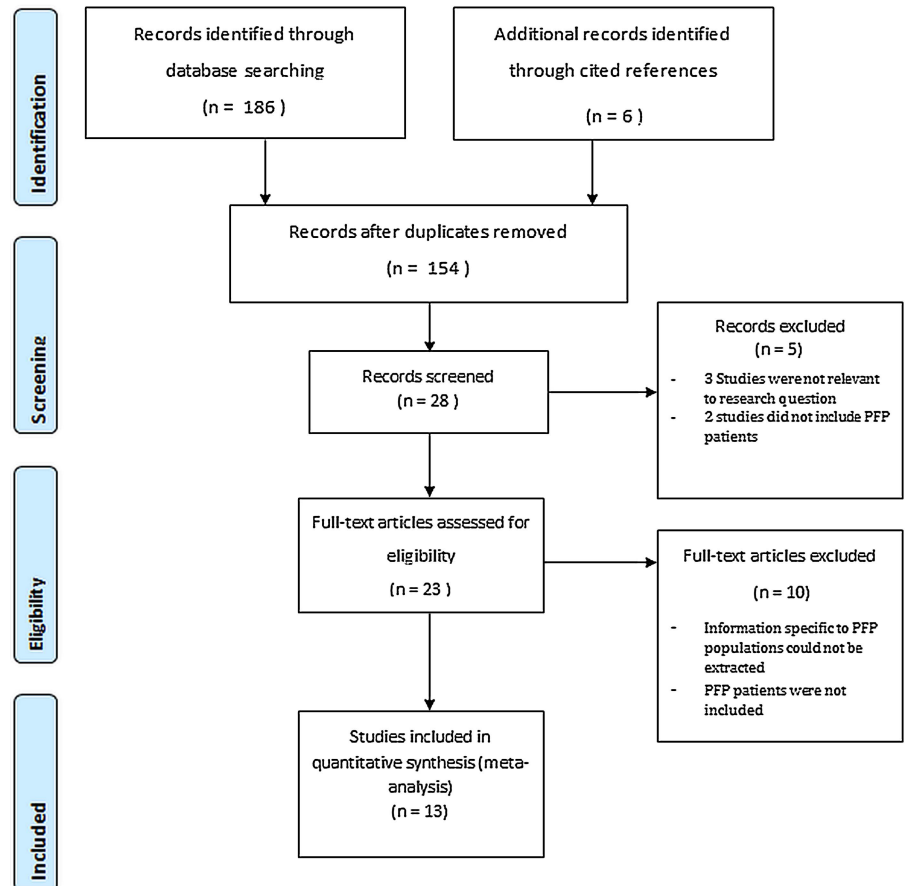 Identification
Records identified through
database searching
(n = 186 )
Additional records identified
through cited references
(n = 6 )
Records after duplicates removed
(n = 154 )
Screening
Records screened
(n = 28 )
Records excluded
(n = 5)
- 3 Studies were not relevant
to research question
- 2 studies did not include PFP
patients
Eligibility
Full-text articles assessed for
eligibility
(n = 23 )
Full-text articles excluded
(n = 10)
- Information specific to PFP
populations could not be
extracted
- PFP patients were not
included
Included
Studies included in
quantitative synthesis (meta-
analysis)
(n = 13)